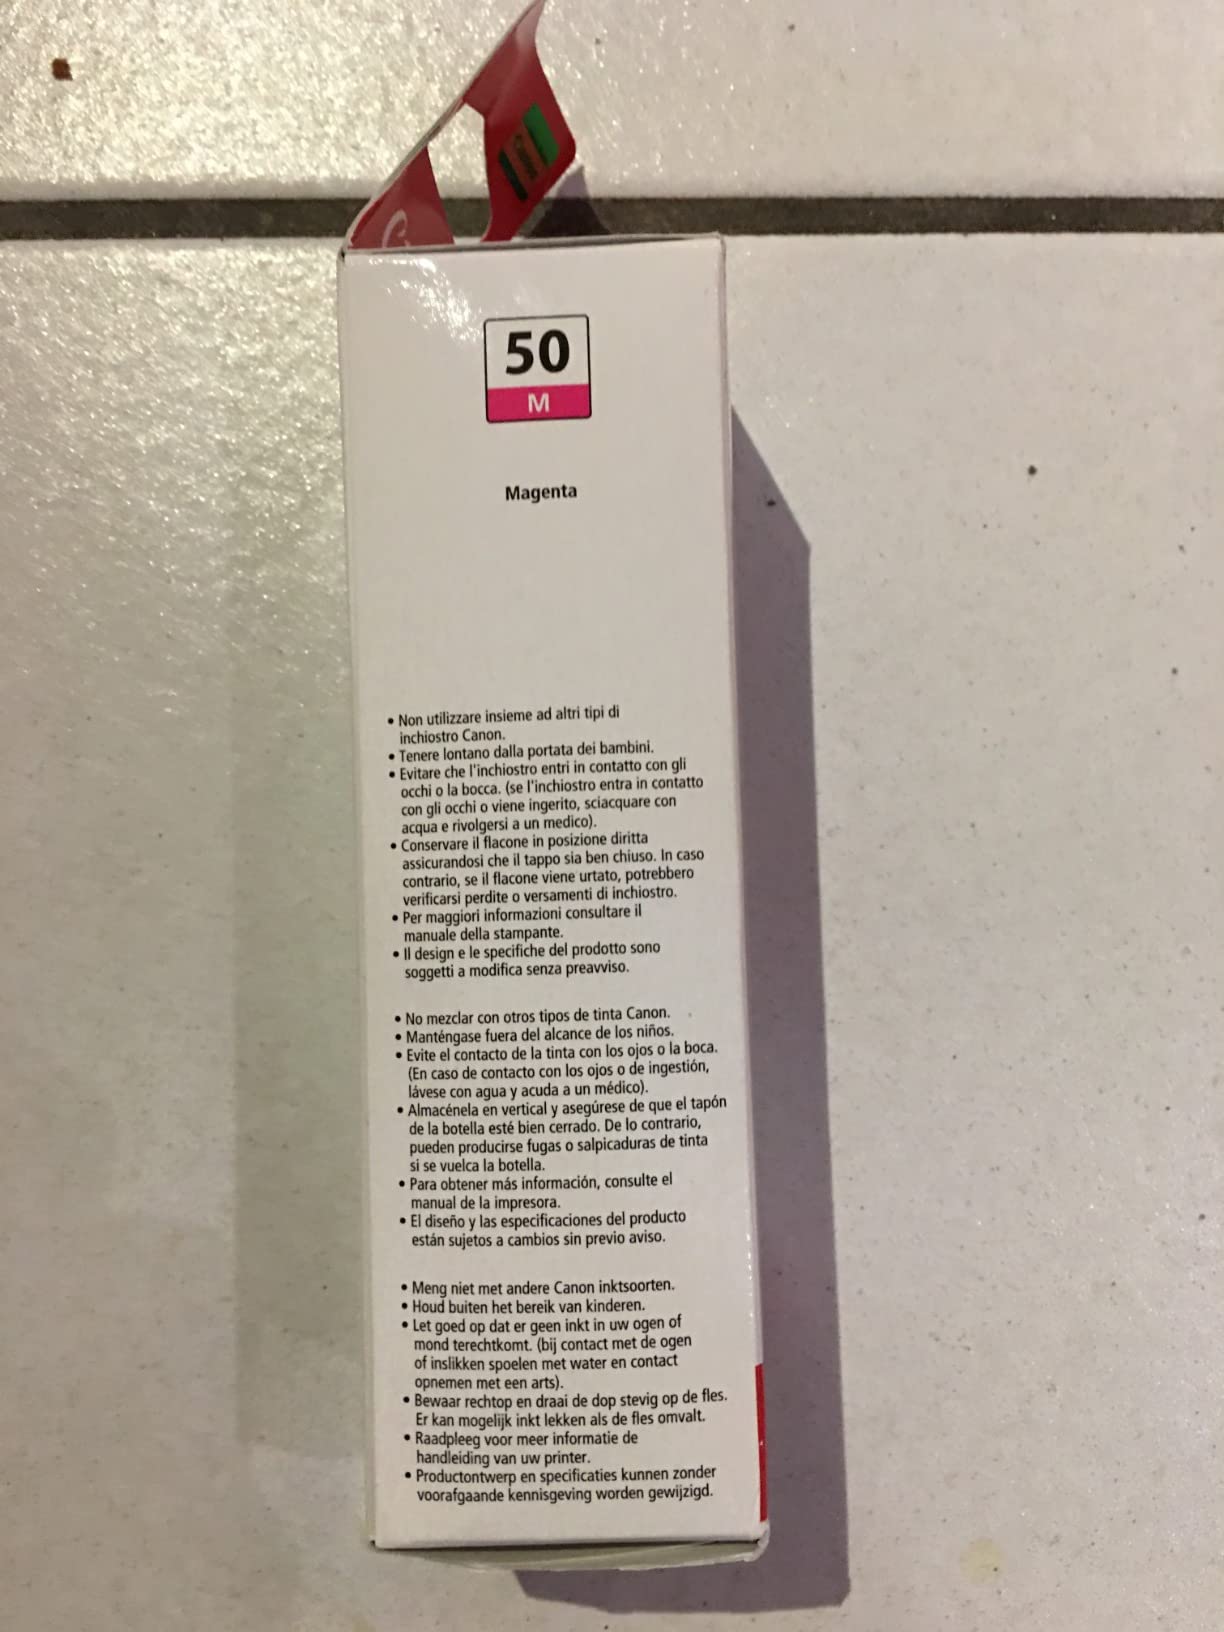 50
M
Magenta
• Non utilizzare insieme ad altri tipi di
inchiostro Canon.
• Tenere lontano dalla portata dei bambini.
• Evitare che l'inchiostro entri in contatto con gli
occhi o la bocca. (se l'inchiostro entra in contatto
con gli occhi o viene ingerito, sciacquare con
acqua e rivolgersi a un medico).
• Conservare il flacone in posizione diritta
assicurandosi che il tappo sia ben chiuso. In caso
contrario, se il flacone viene urtato, potrebbero
verificarsi perdite o versamenti di inchiostro.
• Per maggiori informazioni consultare il
manuale della stampante.
• Il design e le specifiche del prodotto sono
soggetti a modifica senza preavviso.
• No mezclar con otros tipos de tinta Canon.
• Manténgase fuera del alcance de los niños.
• Evite el contacto de la tinta con los ojos o la boca.
(En caso de contacto con los ojos o de ingestión,
lávese con agua y acuda a un médico).
• Almacénela en vertical y asegúrese de que el tapón
de la botella esté bien cerrado. De lo contrario,
pueden producirse fugas o salpicaduras de tinta
si se vuelca la botella.
• Para obtener más información, consulte el
manual de la impresora.
• El diseño y las especificaciones del producto
están sujetos a cambios sin previo aviso.
• Meng niet met andere Canon inktsoorten.
• Houd buiten het bereik van kinderen.
• Let goed op dat er geen inkt in uw ogen of
mond terechtkomt. (bij contact met de ogen
of inslikken spoelen met water en contact
opnemen met een arts).
• Bewaar rechtop en draai de dop stevig op de fles.
Er kan mogelijk inkt lekken als de fles omvalt.
• Raadpleeg voor meer informatie de
handleiding van uw printer.
• Productontwerp en specificaties kunnen zonder
voorafgaande kennisgeving worden gewijzigd.